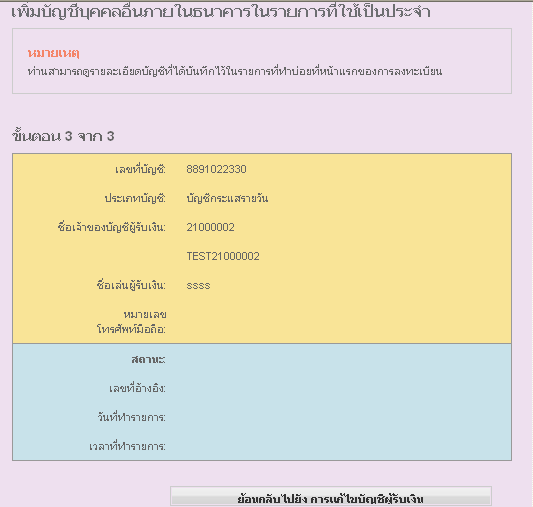 เพิ่มบัญชีบุคคลอื่นภายในธนาคารในรายการที่ใช้เป็นประจำ
หมายเหตุ
ท่านสามารถดูรายละเอียดบัญชีที่ได้บันทึกไว้ในรายการที่ทำบ่อยที่หน้าแรกของการลงทะเบียน
ขั้นตอน 3 จาก 3
เลขที่บัญชี: 8891022330
ประเภทบัญชี: บัญชีกระแสรายวัน
ชื่อเจ้าของบัญชีผู้รับเงิน: 21000002
TEST21000002
ชื่อเล่นผู้รับเงิน: ssss
หมายเลข
โทรศัพท์มือถือ:
สถานะ:
เลขที่อ้างอิง:
วันที่ทำรายการ:
เวลาที่ทำรายการ:
ย้อนกลับไปยัง การแก้ไขบัญชีผู้รับเงิน